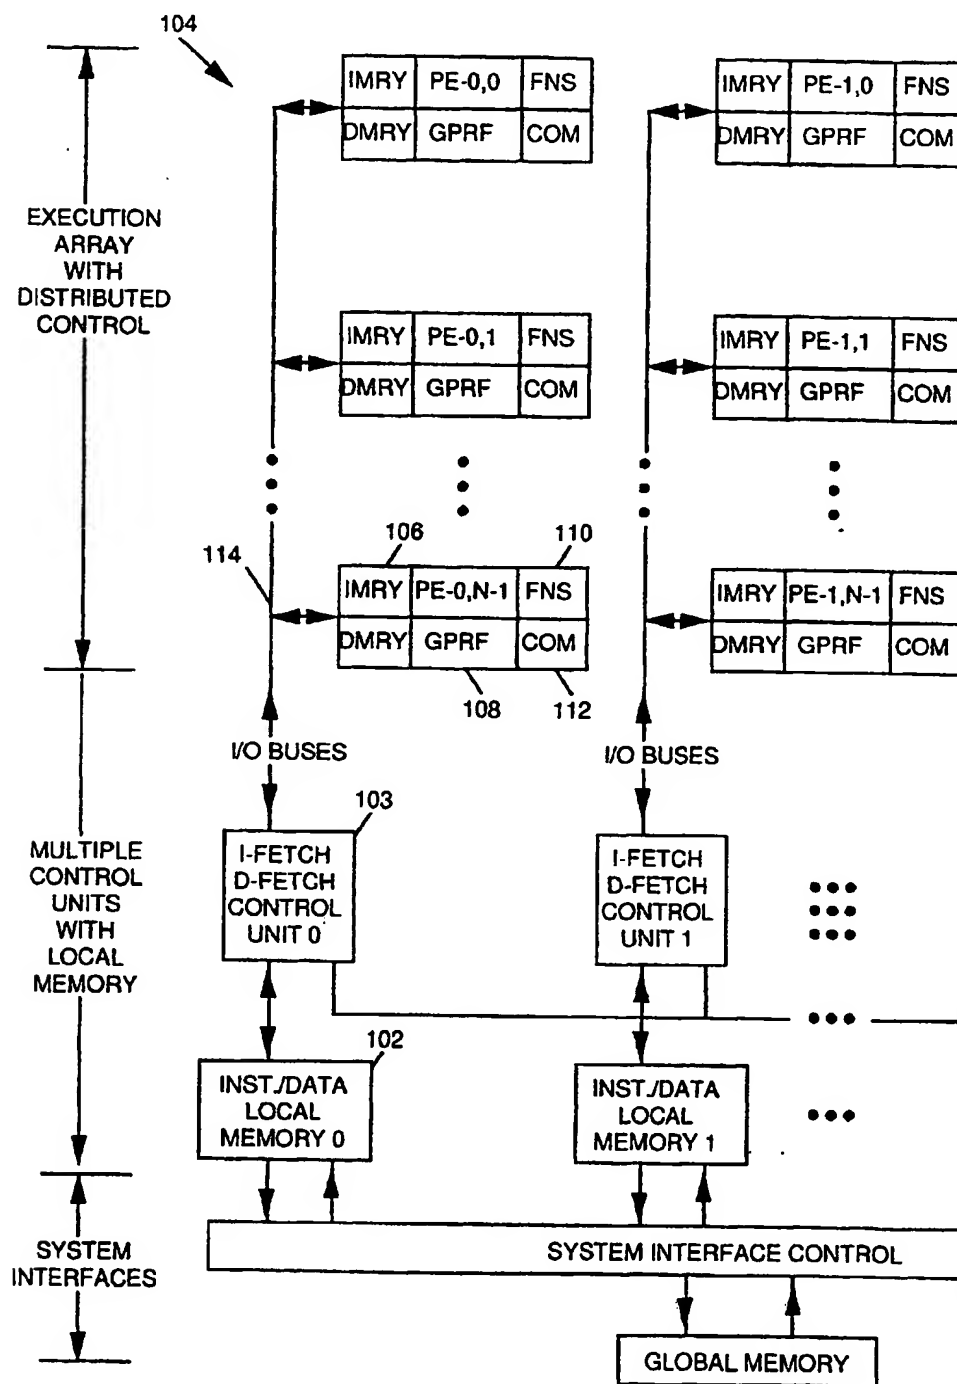 104
IMRY PE-0,0 FNS
DMRY GPRF COM
IMRY PE-1,0 FNS
DMRY GPRF COM
EXECUTION
ARRAY
WITH
DISTRIBUTED
CONTROL
IMRY PE-0,1 FNS
DMRY GPRF COM
IMRY PE-1,1 FNS
DMRY GPRF COM
114
106
110
IMRY PE-0,N-1 FNS
DMRY GPRF COM
108
112
IMRY PE-1,N-1 FNS
DMRY GPRF COM
I/O BUSES
I/O BUSES
MULTIPLE
CONTROL
UNITS
WITH
LOCAL
MEMORY
103
I-FETCH
D-FETCH
CONTROL
UNIT 0
I-FETCH
D-FETCH
CONTROL
UNIT 1
102
INST./DATA
LOCAL
MEMORY 0
INST./DATA
LOCAL
MEMORY 1
SYSTEM
INTERFACES
SYSTEM INTERFACE CONTROL
GLOBAL MEMORY